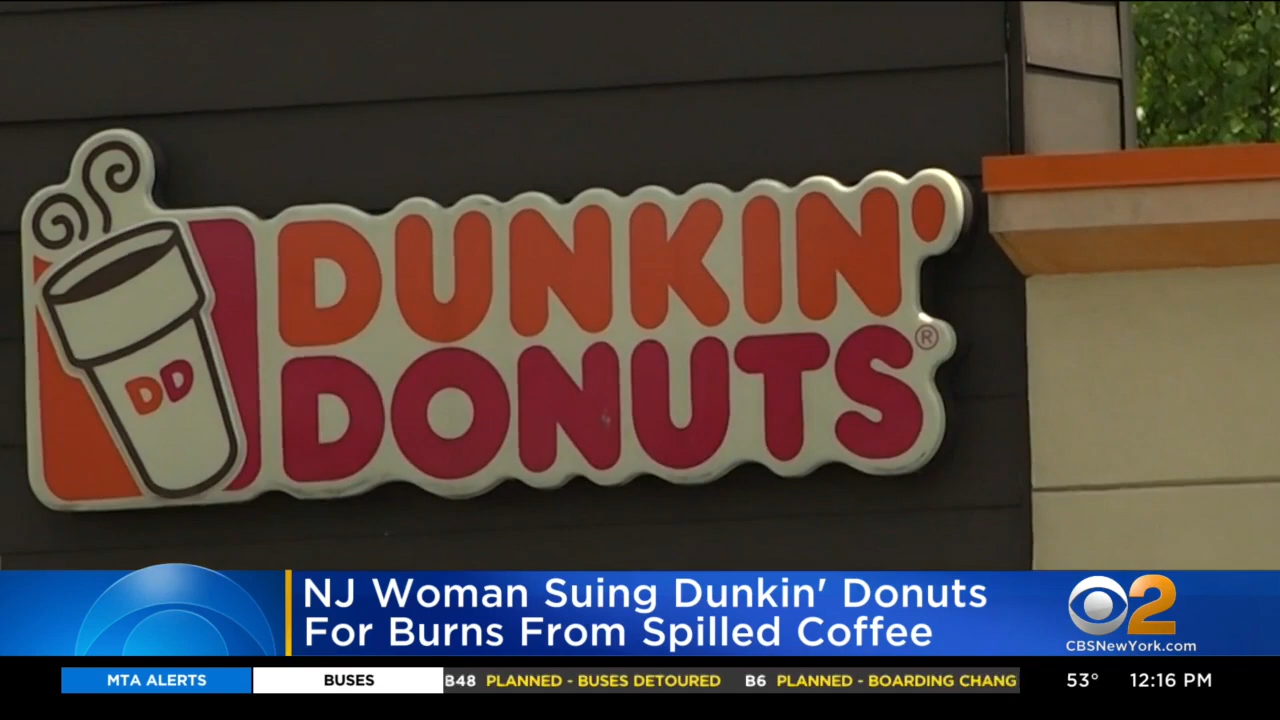 DD
DUNKIN'
DONUTS®
NJ Woman Suing Dunkin' Donuts
For Burns From Spilled Coffee
2
CBSNewYork.com
MTA ALERTS
BUSES
B48 PLANNED - BUSES DETOURED B6 PLANNED - BOARDING CHANG
53° 12:16 PM